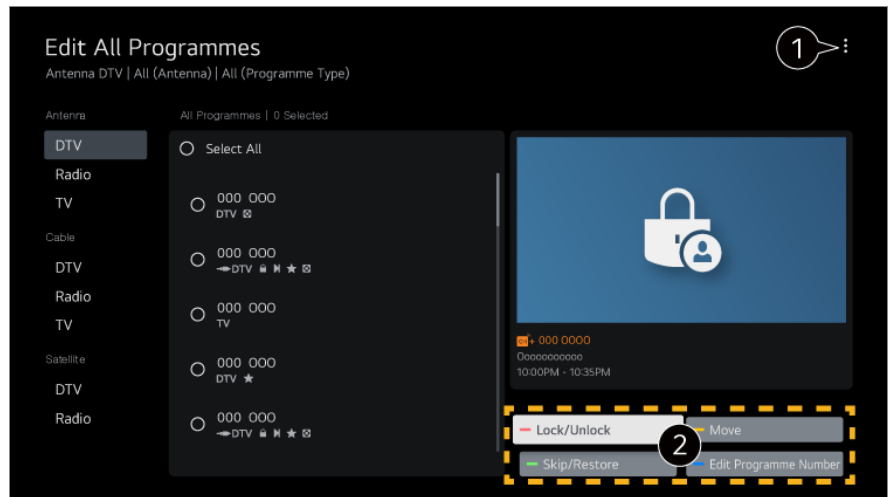 Edit All Programmes
Antenna DTV | All (Antenna) | All (Programme Type)
1
Antenna
DTV
Radio
TV
Cable
DTV
Radio
TV
Satellite
DTV
Radio
All Programmes | 0 Selected
Select All
000 000
DTV
000 000
DTV
000 000
TV
000 000
DTV
000 000
DTV
CH+ 000 0000
Ooooooooooo
10:00PM - 10:35PM
Lock/Unlock
Move
2
Skip/Restore
Edit Programme Number